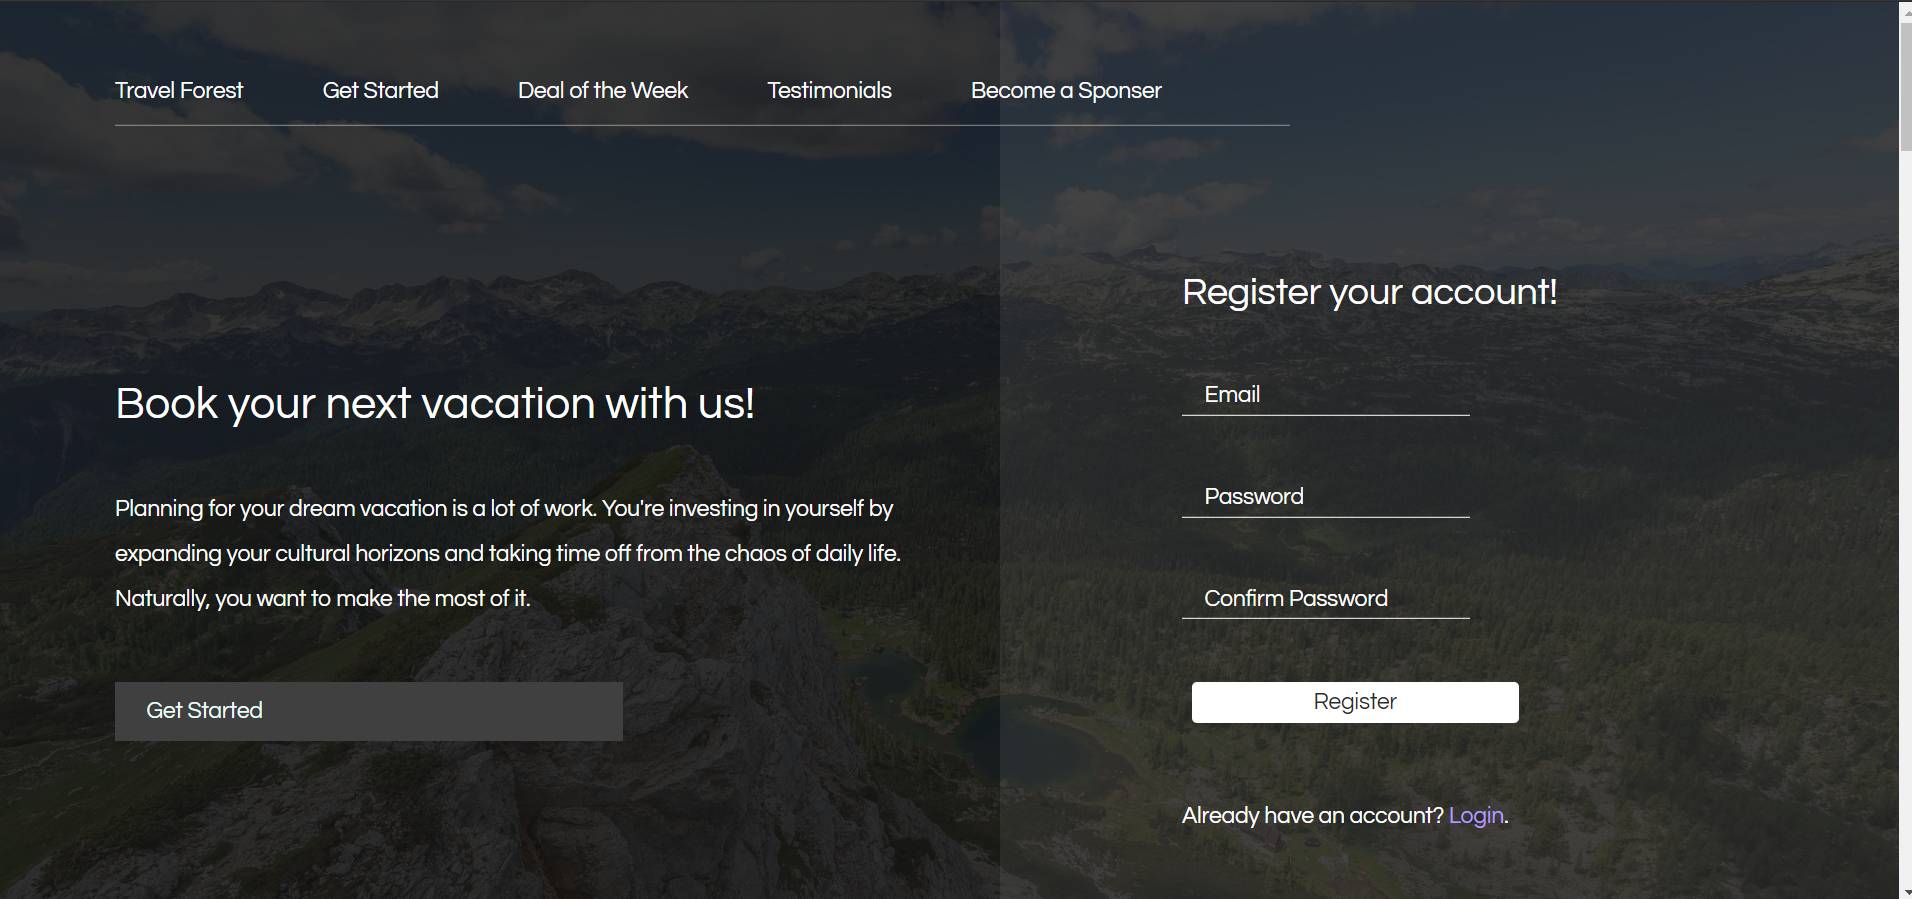 Travel Forest Get Started Deal of the Week Testimonials Become a Sponser
Book your next vacation with us!
Planning for your dream vacation is a lot of work. You're investing in yourself by
expanding your cultural horizons and taking time off from the chaos of daily life.
Naturally, you want to make the most of it.
Get Started
Register your account!
Email
Password
Confirm Password
Register
Already have an account? Login.